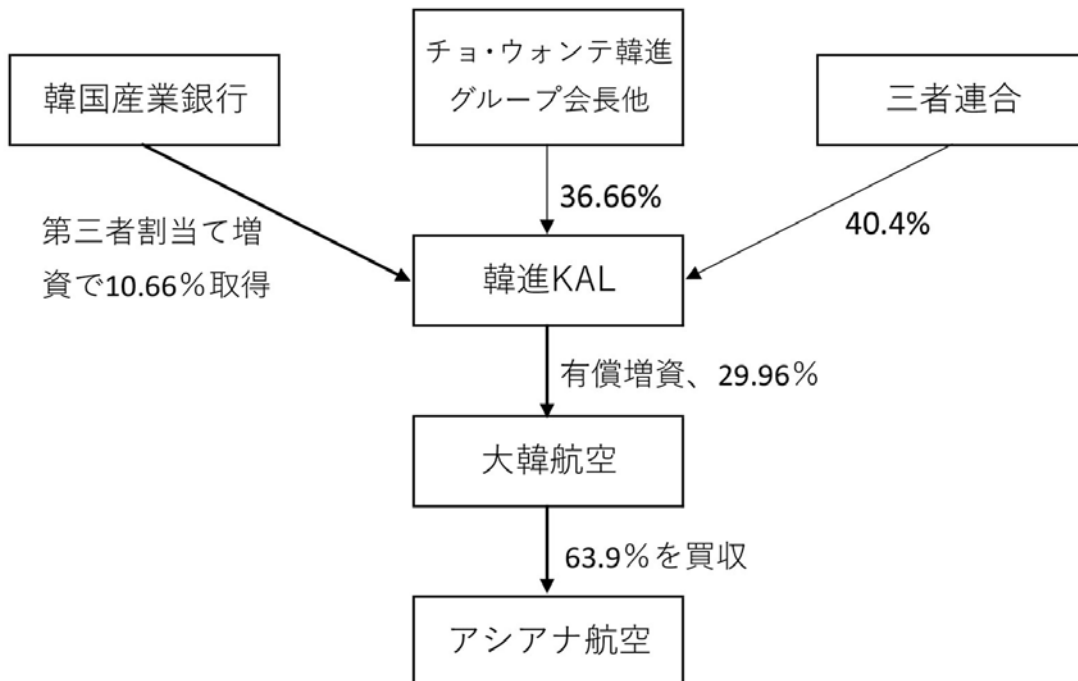 韓国産業銀行
チョ・ウォンテ韓進
グループ会長他
三者連合
第三者割当て増
資で10.66％取得
36.66%
40.4%
韓進KAL
有償増資、29.96％
大韓航空
63.9％を買収
アシアナ航空